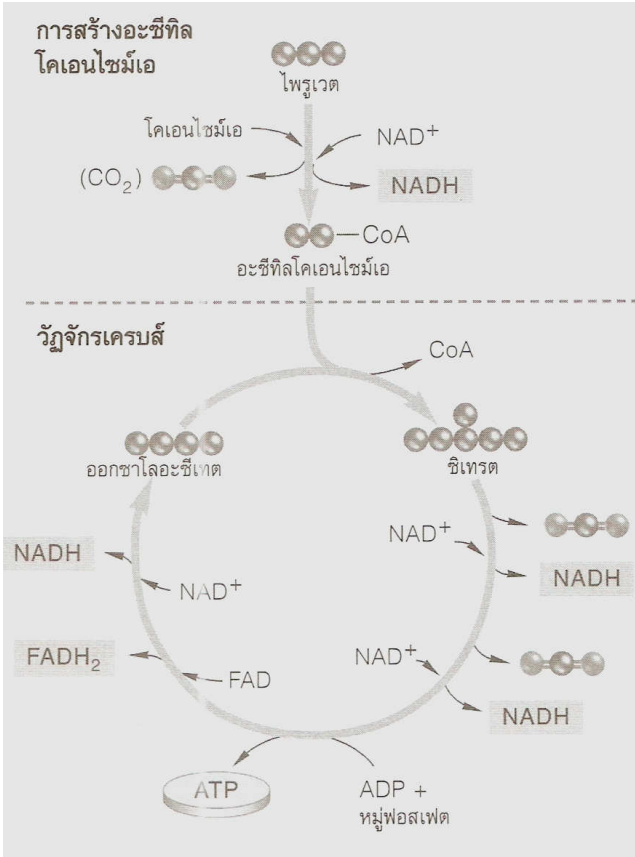 การสร้างอะซีทิล
โคเอนไซม์เอ
ไพรูเวต
โคเอนไซม์เอ
NAD+
(CO2)
NADH
CoA
อะซีทิลโคเอนไซม์เอ
วัฏจักรเครบส์
CoA
ออกซาโลอะซีเทต
ซิเทรต
NADH
NAD+
NAD+
NADH
FADH2
FAD
NAD+
NADH
ATP
ADP +
หมู่ฟอสเฟต